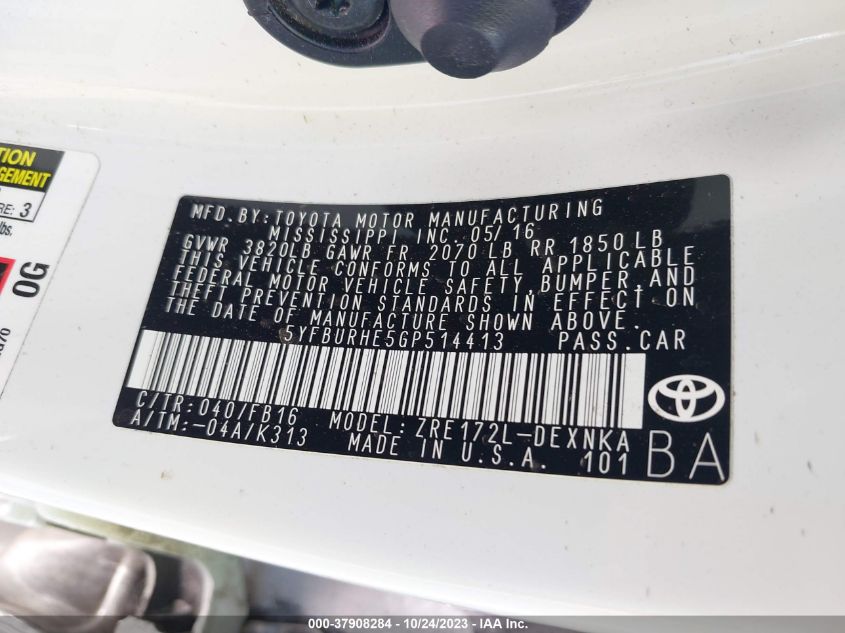 TION
GEMENT
RE: 3
lbs.
OG
MFD.BY:TOYOTA MOTOR MANUFACTURING
MISSISSIPPI INC. 05/16
GVWR 3820LB GAWR FR 2070 LB RR 1850 LB
THIS VEHICLE CONFORMS TO ALL APPLICABLE
FEDERAL MOTOR VEHICLE SAFETY,BUMPER,AND
THEFT PREVENTION STANDARDS IN EFFECT ON
THE DATE OF MANUFACTURE SHOWN ABOVE.
5YFBURHE5GP514413 PASS.CAR
C/TR:040/FB16 MODEL:ZRE172L-DEXNKA
A/TM:-04A/K313 MADE IN U.S.A. 101
BA
000-37908284 - 10/24/2023 - IAA Inc.